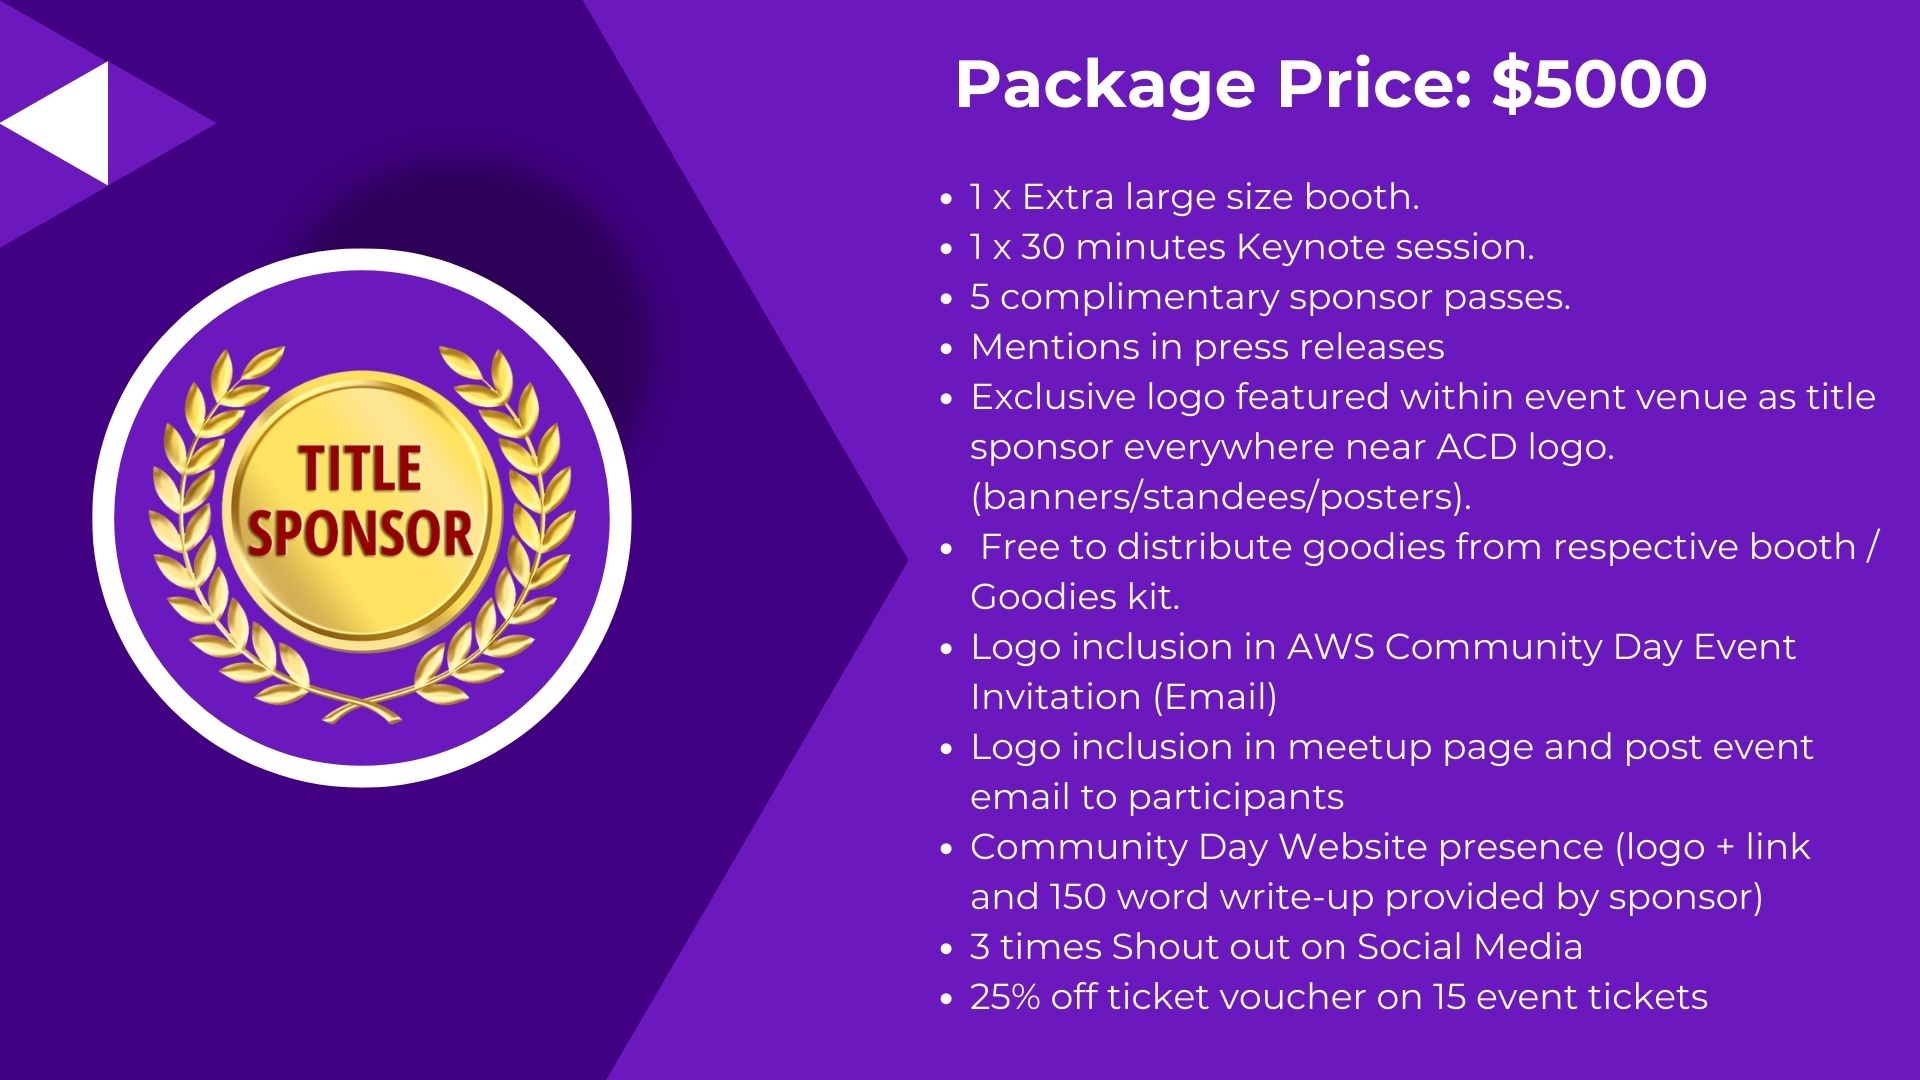 TITLE
SPONSOR
Package Price: $5000
• 1 x Extra large size booth.
• 1 x 30 minutes Keynote session.
• 5 complimentary sponsor passes.
• Mentions in press releases
• Exclusive logo featured within event venue as title
sponsor everywhere near ACD logo.
(banners/standees/posters).
• Free to distribute goodies from respective booth /
Goodies kit.
• Logo inclusion in AWS Community Day Event
Invitation (Email)
• Logo inclusion in meetup page and post event
email to participants
• Community Day Website presence (logo + link
and 150 word write-up provided by sponsor)
• 3 times Shout out on Social Media
• 25% off ticket voucher on 15 event tickets